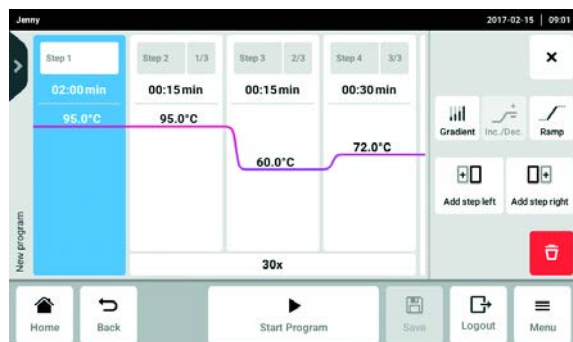 Jenny
2017-02-15 | 09:01
Step 1
Step 2 1/3
Step 3 2/3
Step 4 3/3
02:00 min
00:15 min
00:15 min
00:30 min
95.0°C
95.0°C
60.0°C
72.0°C
30x
New program
Gradient
Inc./Dec.
Ramp
Add step left
Add step right
Home
Back
Start Program
Save
Logout
Menu